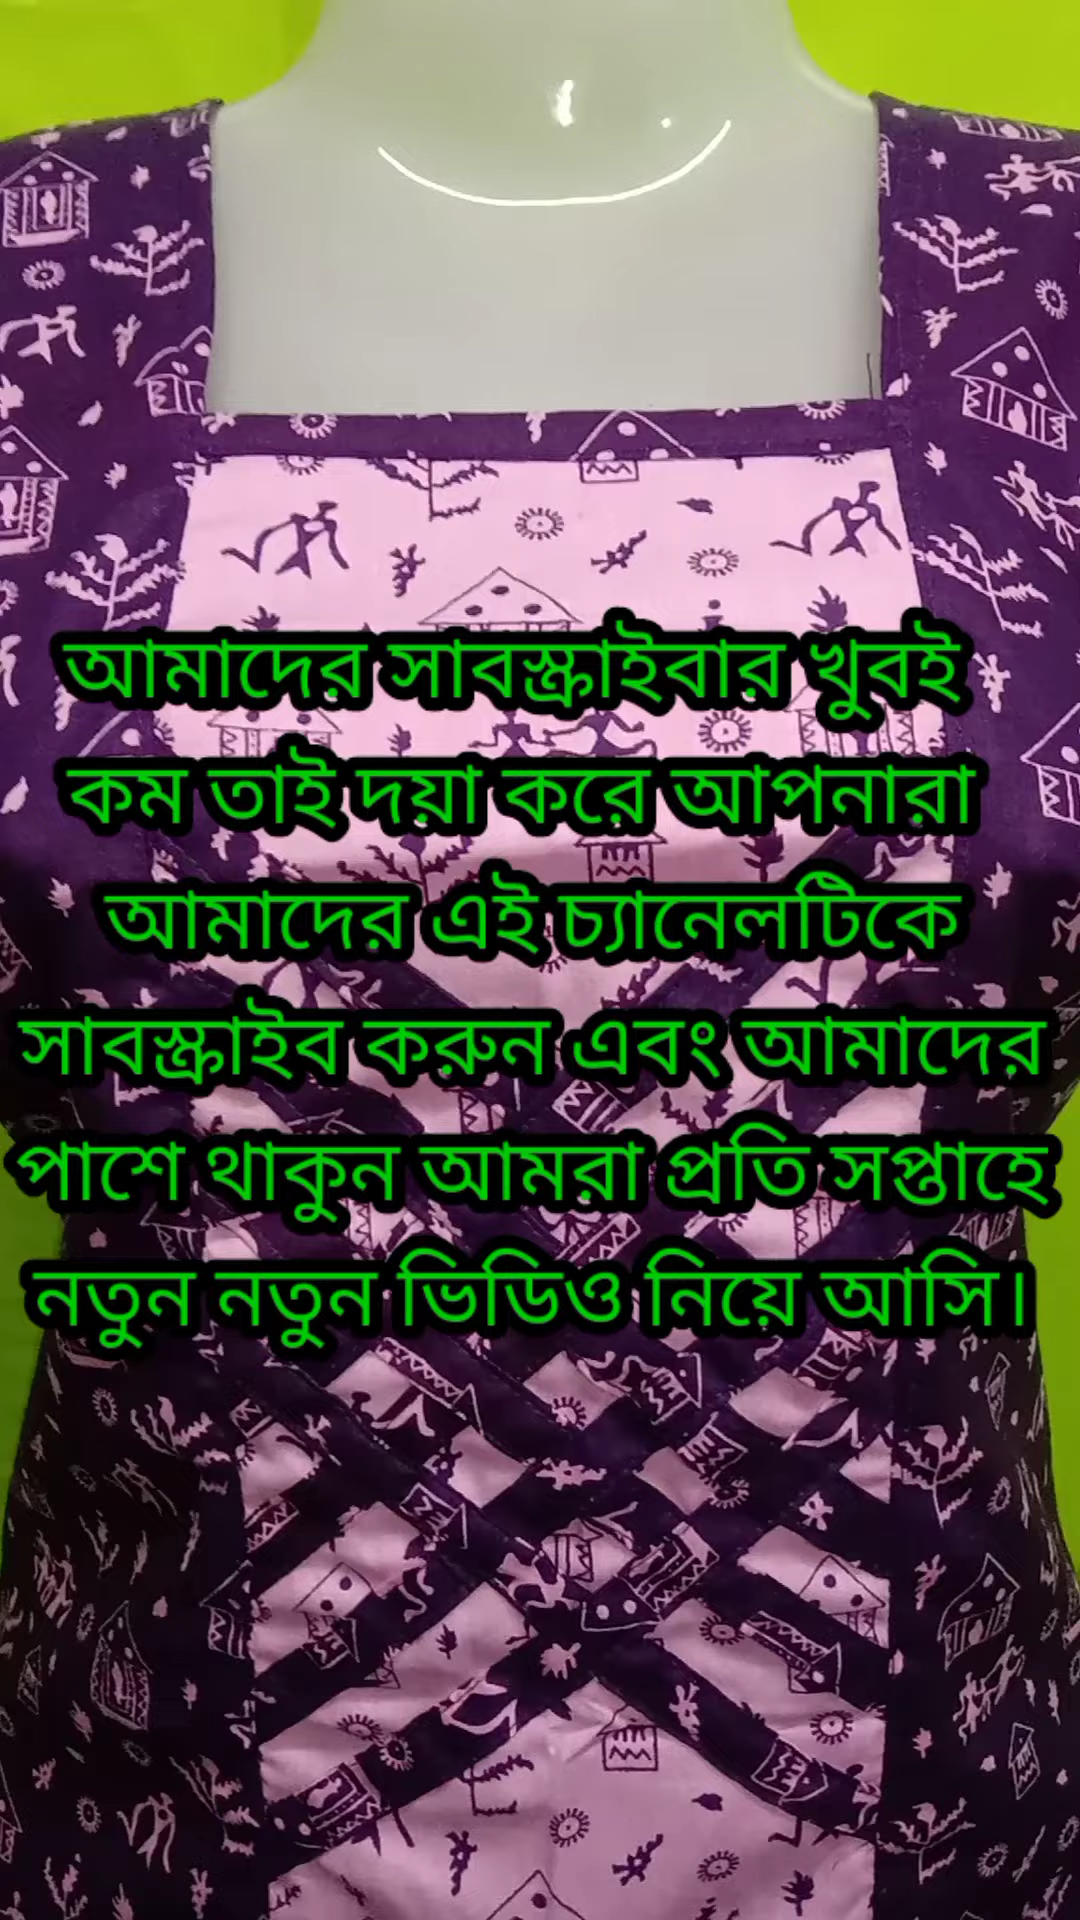 আমাদের সাবস্ক্রাইবার খুবই
কম তাই দয়া করে আপনারা
আমাদের এই চ্যানেলটিকে
সাবস্ক্রাইব করুন এবং আমাদের
পাশে থাকুন আমরা প্রতি সপ্তাহে
নতুন নতুন ভিডিও নিয়ে আসি।